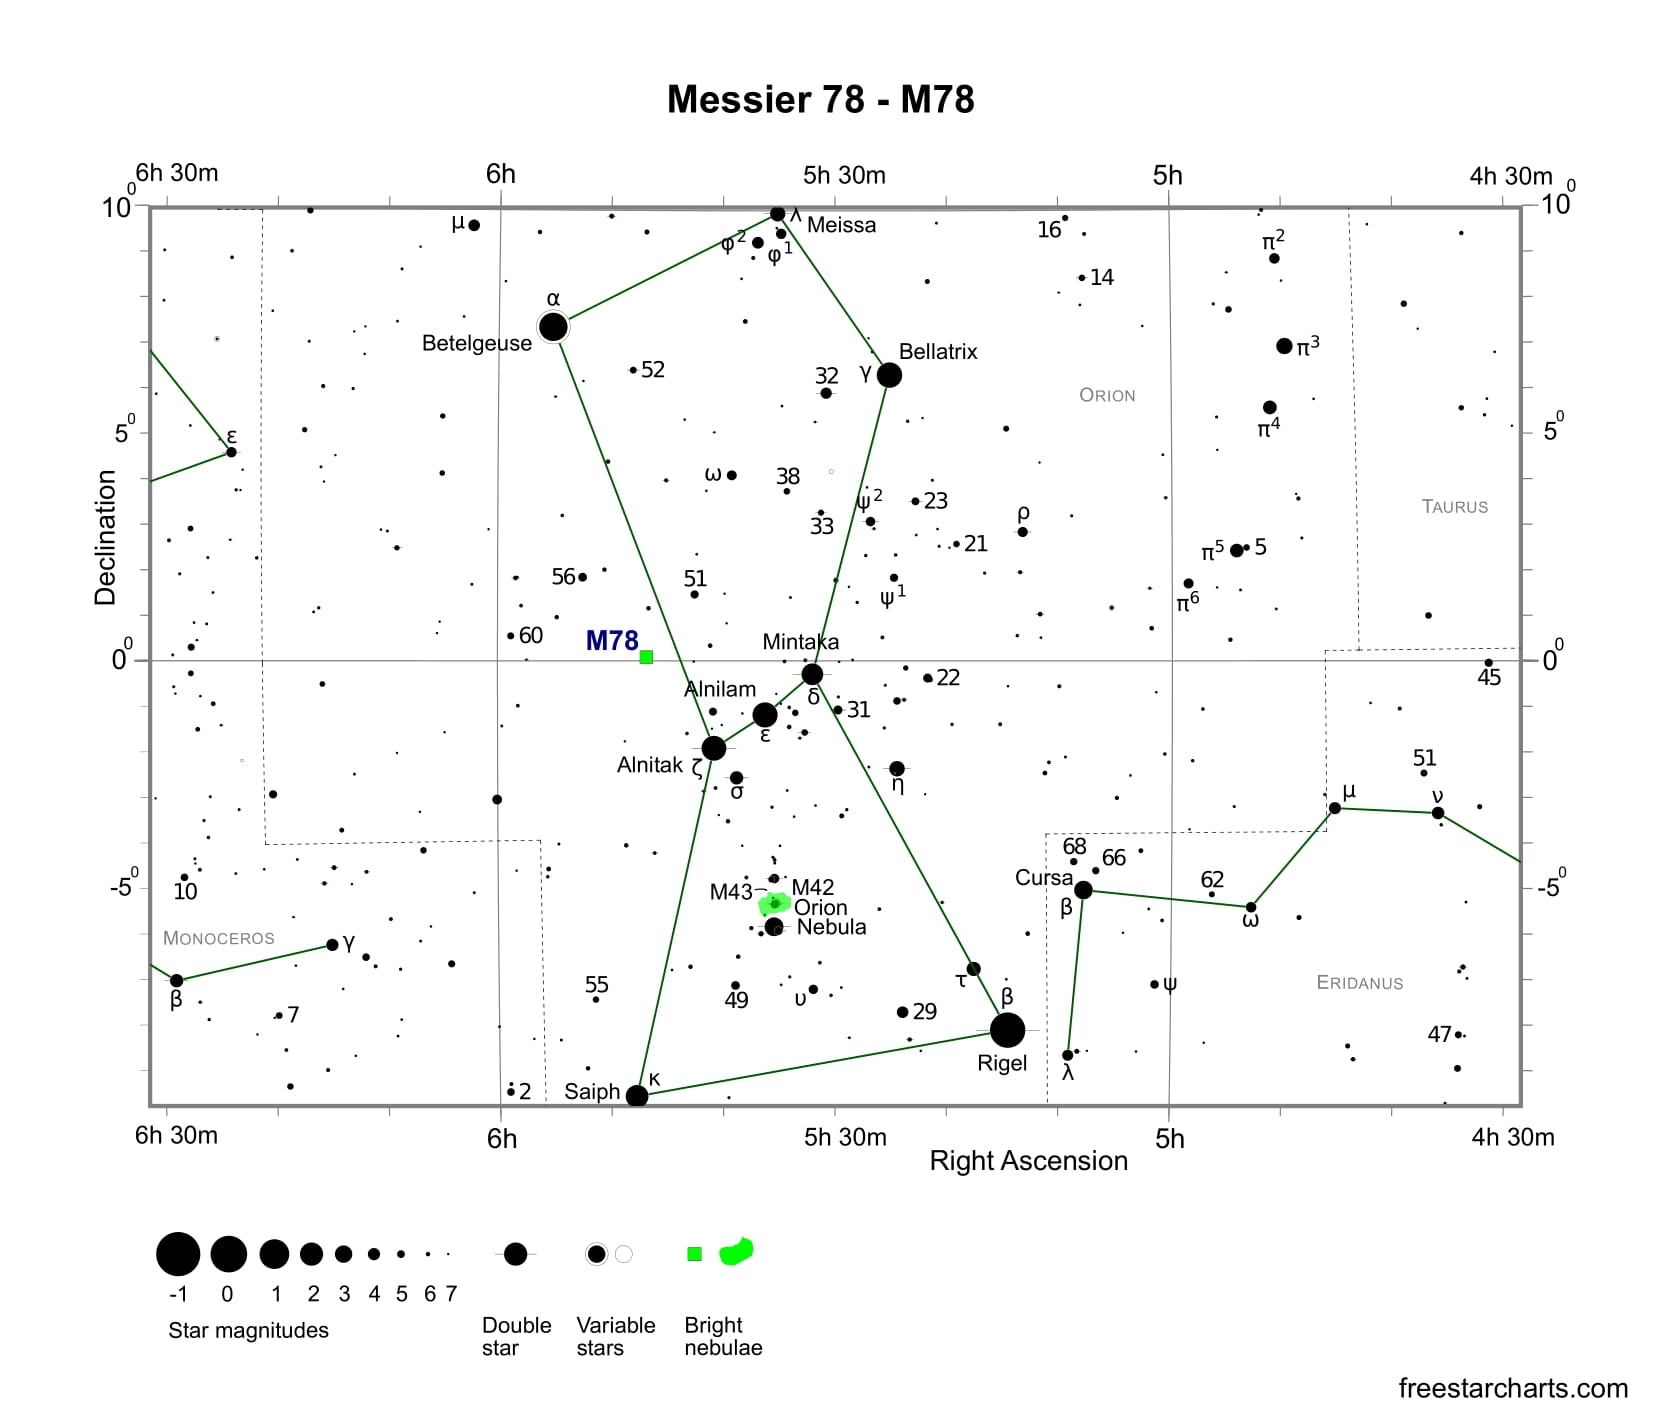 Messier 78 - M78
6h 30m 6h 5h 30m 5h 4h 30m
10⁰ 10⁰
μ λ Meissa 16
φ² φ¹ π²
14
α
Betelgeuse Bellatrix π³
52 32 γ
ORION
5⁰ π⁴ 5⁰
ε
ω 38
ψ² 23 TAURUS
33 ρ
21 π⁵ 5
56 51
ψ¹ π⁶
60 M78 Mintaka
0⁰ 0⁰
22 45
Alnilam δ
31
ε
Alnitak ζ 51
η
σ μ ν
68
66
Cursa 62
-5⁰ -5⁰
10 M43 M42
Orion β ω
Nebula
MONOCEROS γ
τ ψ ERIDANUS
55
β 49 υ β
7 29
47
Rigel
λ
κ
2 Saiph
Declination
6h 30m 6h 5h 30m 5h 4h 30m
Right Ascension
-1 0 1 2 3 4 5 6 7
Star magnitudes
Double
star
Variable
stars
Bright
nebulae
freestarcharts.com